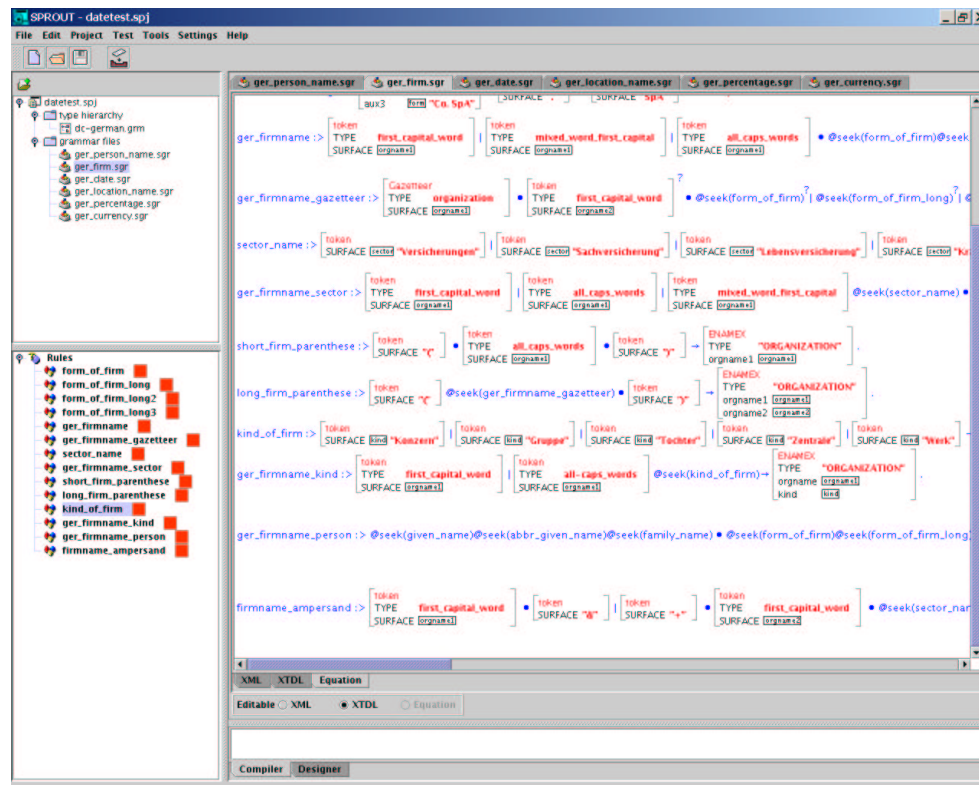 SPROUT - datetest.spj
File Edit Project Test Tools Settings Help
datetest.spj
type hierarchy
dc-german.grm
grammar files
ger_person_name.sgr
ger_firm.sgr
ger_date.sgr
ger_location_name.sgr
ger_percentage.sgr
ger_currency.sgr
Rules
form_of_firm
form_of_firm_long
form_of_firm_long2
form_of_firm_long3
ger_firmname
ger_firmname_gazetteer
sector_name
ger_firmname_sector
short_firm_parenthese
long_firm_parenthese
kind_of_firm
ger_firmname_kind
ger_firmname_person
firmname_ampersand
ger_person_name.sgr ger_firm.sgr ger_date.sgr ger_location_name.sgr ger_percentage.sgr ger_currency.sgr
aux3 form "Co. SpA" SURFACE "." SURFACE "SpA"
token token token
ger_firmname :> TYPE first_capital_word | TYPE mixed_word_first_capital | TYPE all_caps_words • @seek(form_of_firm)@seek
SURFACE orgname1 SURFACE orgname1 SURFACE orgname1
Gazetteer token ?
ger_firmname_gazetteer :> TYPE organization • TYPE first_capital_word • @seek(form_of_firm)? | @seek(form_of_firm_long)? |
SURFACE orgname1 SURFACE orgname2
token token token token
sector_name :> SURFACE sector "Versicherungen" | SURFACE sector "Sachversicherung" | SURFACE sector "Lebensversicherung" | SURFACE sector
token token token
ger_firmname_sector :> TYPE first_capital_word | TYPE all_caps_words | TYPE mixed_word_first_capital @seek(sector_name) •
SURFACE orgname1 SURFACE orgname1 SURFACE orgname1
token token token ENAMEX
short_firm_parenthese :> SURFACE "(" • TYPE all_caps_words • SURFACE ")" → TYPE "ORGANIZATION" .
SURFACE orgname1 orgname1 orgname1
token token ENAMEX
long_firm_parenthese :> SURFACE "(" @seek(ger_firmname_gazetteer) • SURFACE ")" → TYPE "ORGANIZATION" .
orgname1 orgname1
orgname2 orgname2
token token token token token
kind_of_firm :> SURFACE kind "Konzern" | SURFACE kind "Gruppe" | SURFACE kind "Tochter" | SURFACE kind "Zentrale" | SURFACE kind "Werk"
token token ENAMEX
ger_firmname_kind :> TYPE first_capital_word | TYPE all-caps_words @seek(kind_of_firm)→ TYPE "ORGANIZATION" .
SURFACE orgname1 SURFACE orgname1 orgname orgname1
kind kind
ger_firmname_person :> @seek(given_name)@seek(abbr_given_name)@seek(family_name) • @seek(form_of_firm)@seek(form_of_firm_long)
token token token token
firmname_ampersand :> TYPE first_capital_word • SURFACE "&" | SURFACE "+" • TYPE first_capital_word • @seek(sector_nar
SURFACE orgname1 SURFACE orgname2
XML XTDL Equation
Editable XML XTDL Equation
Compiler Designer